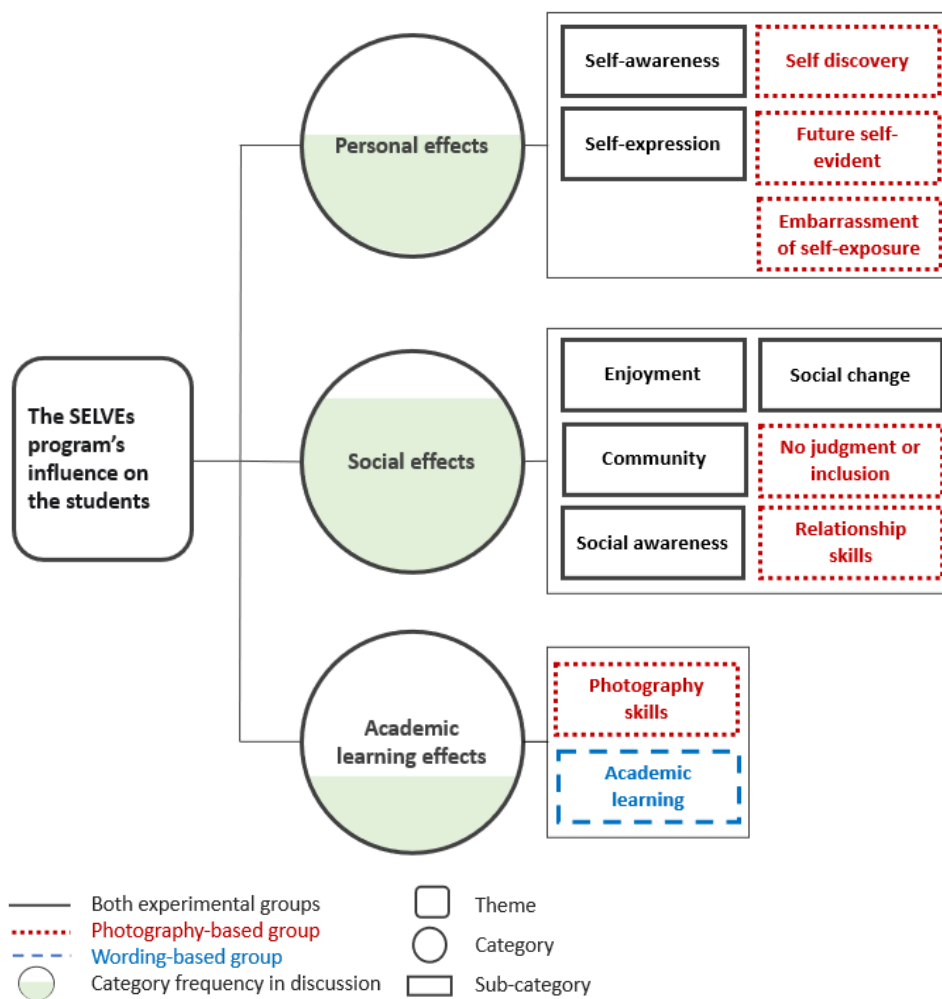 Self-awareness
Self discovery
Personal effects
Self-expression
Future self-
evident
Embarrassment
of self-exposure
The SELVEs
program's
influence on
the students
Social effects
Enjoyment
Social change
Community
No judgment or
inclusion
Social awareness
Relationship
skills
Academic
learning effects
Photography
skills
Academic
learning
Both experimental groups
Photography-based group
Wording-based group
Category frequency in discussion
Theme
Category
Sub-category